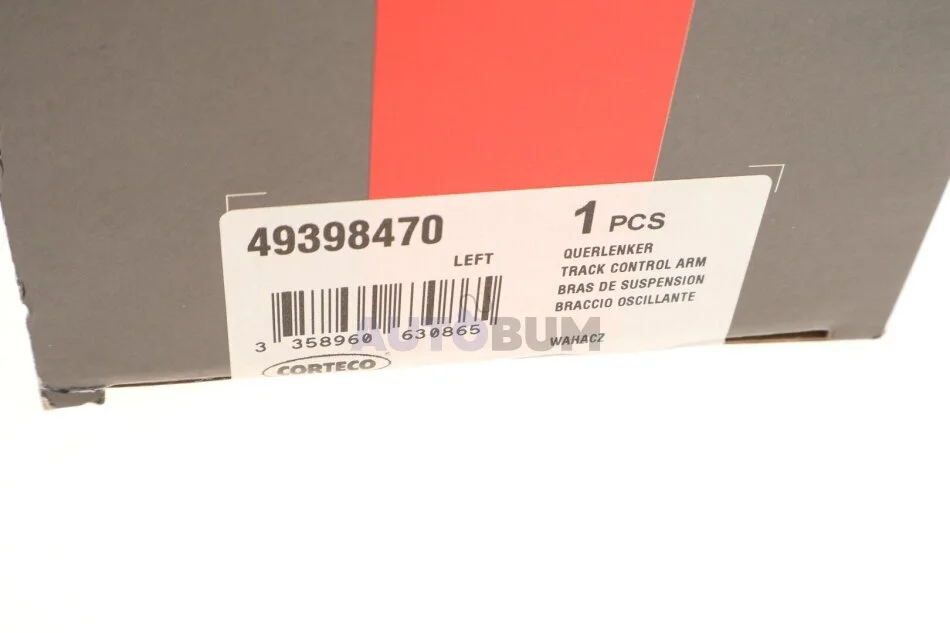 49398470
LEFT
3 358960 630865
CORTECO
1 PCS
QUERLENKER
TRACK CONTROL ARM
BRAS DE SUSPENSION
BRACCIO OSCILLANTE
WAHACZ
AUTOBUM